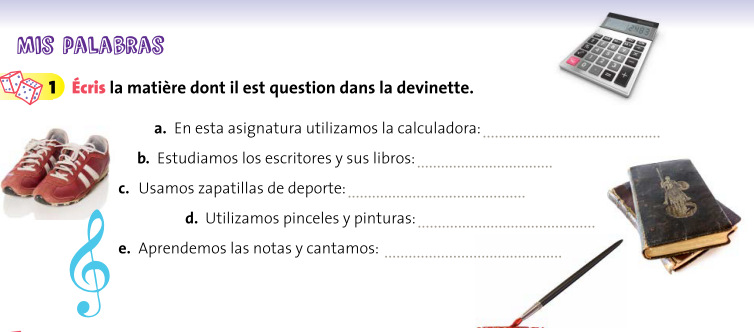 MIS PALABRAS
1 Écris la matière dont il est question dans la devinette.
a. En esta asignatura utilizamos la calculadora:
b. Estudiamos los escritores y sus libros:
c. Usamos zapatillas de deporte:
d. Utilizamos pinceles y pinturas:
e. Aprendemos las notas y cantamos: